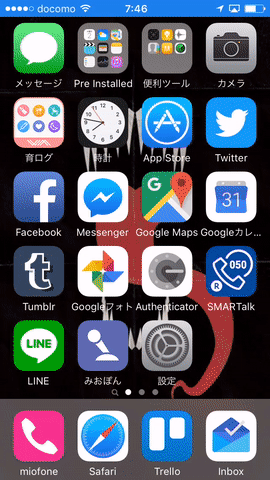 docomo 7:46
メッセージ Pre Installed 便利ツール カメラ
育ログ 時計 App Store Twitter
Facebook Messenger Google Maps Googleカレ...
31
Tumblr Googleフォト Authenticator SMARTalk
050
R
LINE
LINE みおぽん 設定
miofone Safari Trello Inbox